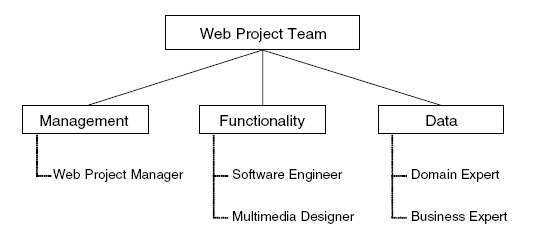 Web Project Team
Management
Functionality
Data
Web Project Manager
Software Engineer
Domain Expert
Multimedia Designer
Business Expert